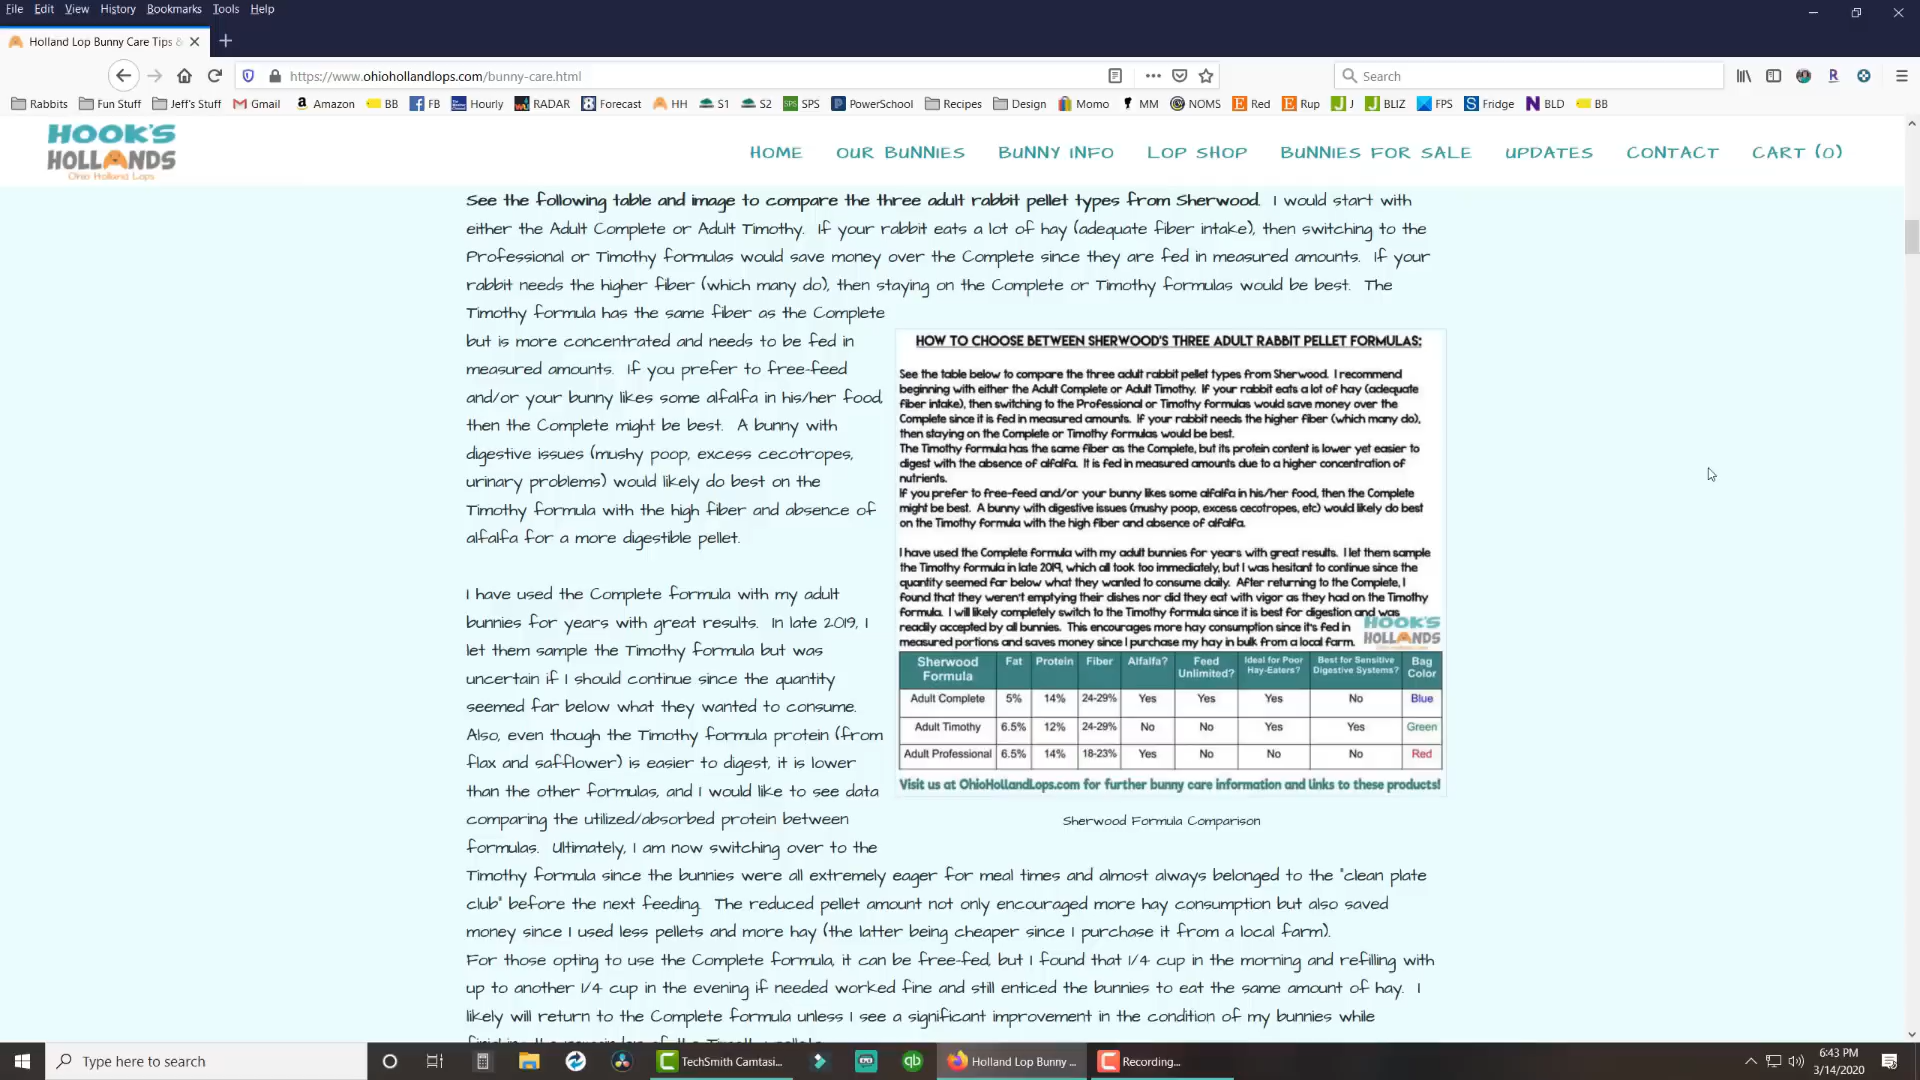 File Edit View History Bookmarks Tools Help
Holland Lop Bunny Care Tips &
https://www.ohiohollandlops.com/bunny-care.html
Search
Rabbits Fun Stuff Jeff's Stuff Gmail Amazon BB FB Hourly RADAR Forecast HH S1 S2 SPS PowerSchool Recipes Design Momo MM NOMS Red Rup J BLIZ FPS Fridge BLD BB
HOOK'S
HOLLANDS
Ohio Holland Lops
HOME OUR BUNNIES BUNNY INFO LOP SHOP BUNNIES FOR SALE UPDATES CONTACT CART (0)
See the following table and image to compare the three adult rabbit pellet types from Sherwood. I would start with
either the Adult Complete or Adult Timothy. If your rabbit eats a lot of hay (adequate fiber intake), then switching to the
Professional or Timothy formulas would save money over the Complete since they are fed in measured amounts. If your
rabbit needs the higher fiber (which many do), then staying on the Complete or Timothy formulas would be best. The
Timothy formula has the same fiber as the Complete
but is more concentrated and needs to be fed in
measured amounts. If you prefer to free-feed
and/or your bunny likes some alfalfa in his/her food,
then the Complete might be best. A bunny with
digestive issues (mushy poop, excess cecotropes,
urinary problems) would likely do best on the
Timothy formula with the high fiber and absence of
alfalfa for a more digestible pellet.
I have used the Complete formula with my adult
bunnies for years with great results. In late 2019, I
let them sample the Timothy formula but was
uncertain if I should continue since the quantity
seemed far below what they wanted to consume.
Also, even though the Timothy formula protein (from
flax and safflower) is easier to digest, it is lower
than the other formulas, and I would like to see data
comparing the utilized/absorbed protein between
formulas. Ultimately, I am now switching over to the
Timothy formula since the bunnies were all extremely eager for meal times and almost always belonged to the "clean plate
club" before the next feeding. The reduced pellet amount not only encouraged more hay consumption but also saved
money since I used less pellets and more hay (the latter being cheaper since I purchase it from a local farm).
For those opting to use the Complete formula, it can be free-fed, but I found that 1/4 cup in the morning and refilling with
up to another 1/4 cup in the evening if needed worked fine and still enticed the bunnies to eat the same amount of hay. I
likely will return to the Complete formula unless I see a significant improvement in the condition of my bunnies while
HOW TO CHOOSE BETWEEN SHERWOOD'S THREE ADULT RABBIT PELLET FORMULAS:
See the table below to compare the three adult rabbit pellet types from Sherwood. I recommend
beginning with either the Adult Complete or Adult Timothy. If your rabbit eats a lot of hay (adequate
fiber intake), then switching to the Professional or Timothy formulas would save money over the
Complete since it is fed in measured amounts. If your rabbit needs the higher fiber (which many do),
then staying on the Complete or Timothy formulas would be best.
The Timothy formula has the same fiber as the Complete, but its protein content is lower yet easier to
digest with the absence of alfalfa. It is fed in measured amounts due to a higher concentration of
nutrients.
If you prefer to free-feed and/or your bunny likes some alfalfa in his/her food, then the Complete
might be best. A bunny with digestive issues (mushy poop, excess cecotropes, etc) would likely do best
on the Timothy formula with the high fiber and absence of alfalfa.
I have used the Complete formula with my adult bunnies for years with great results. I let them sample
the Timothy formula in late 2019, which all took too immediately, but I was hesitant to continue since the
quantity seemed far below what they wanted to consume daily. After returning to the Complete, I
found that they weren't emptying their dishes nor did they eat with vigor as they had on the Timothy
formula. I will likely completely switch to the Timothy formula since it is best for digestion and was
readily accepted by all bunnies. This encourages more hay consumption since it's fed in
measured portions and saves money since I purchase my hay in bulk from a local farm.
HOOK'S
HOLLANDS
Sherwood Formula Fat Protein Fiber Alfalfa? Feed Unlimited? Ideal for Poor Hay-Eaters? Best for Sensitive Digestive Systems? Bag Color
Adult Complete 5% 14% 24-29% Yes Yes Yes No Blue
Adult Timothy 6.5% 12% 24-29% No No Yes Yes Green
Adult Professional 6.5% 14% 18-23% Yes No No No Red
Visit us at OhioHollandLops.com for further bunny care information and links to these products!
Sherwood Formula Comparison
Type here to search
TechSmith Camtasi...
Holland Lop Bunny ...
Recording...
6:43 PM
3/14/2020